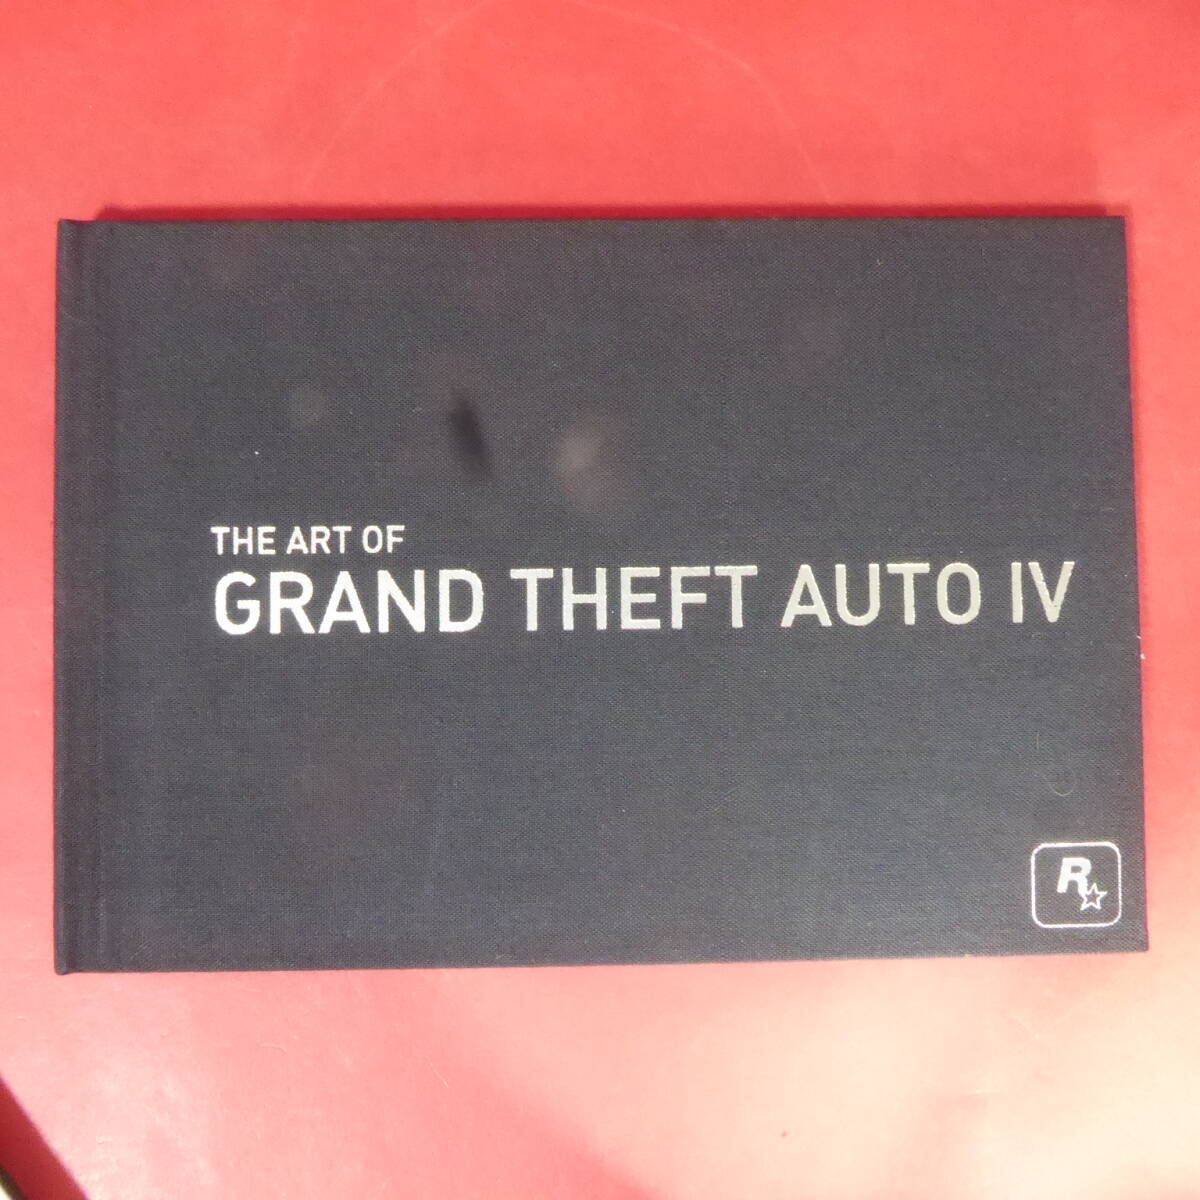 THE ART OF
GRAND THEFT AUTO IV
R